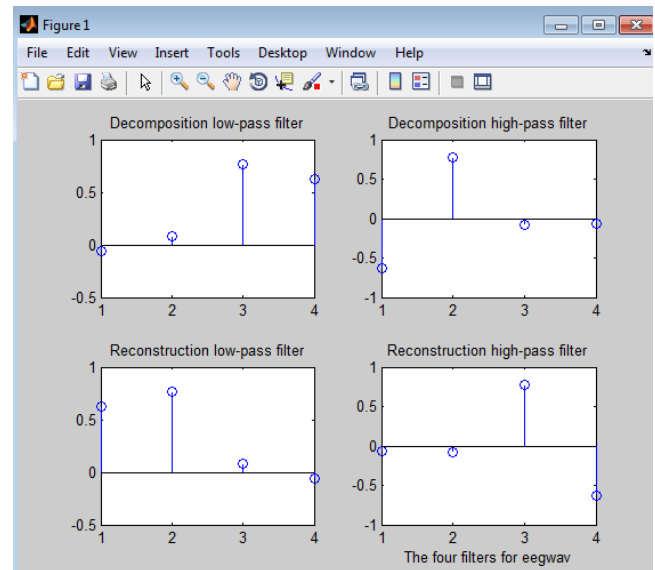 Figure 1
File Edit View Insert Tools Desktop Window Help
Decomposition low-pass filter
1
0.5
0
-0.5
1 2 3 4
Decomposition high-pass filter
1
0.5
0
-0.5
-1
1 2 3 4
Reconstruction low-pass filter
1
0.5
0
-0.5
1 2 3 4
Reconstruction high-pass filter
1
0.5
0
-0.5
-1
1 2 3 4
The four filters for eegwav